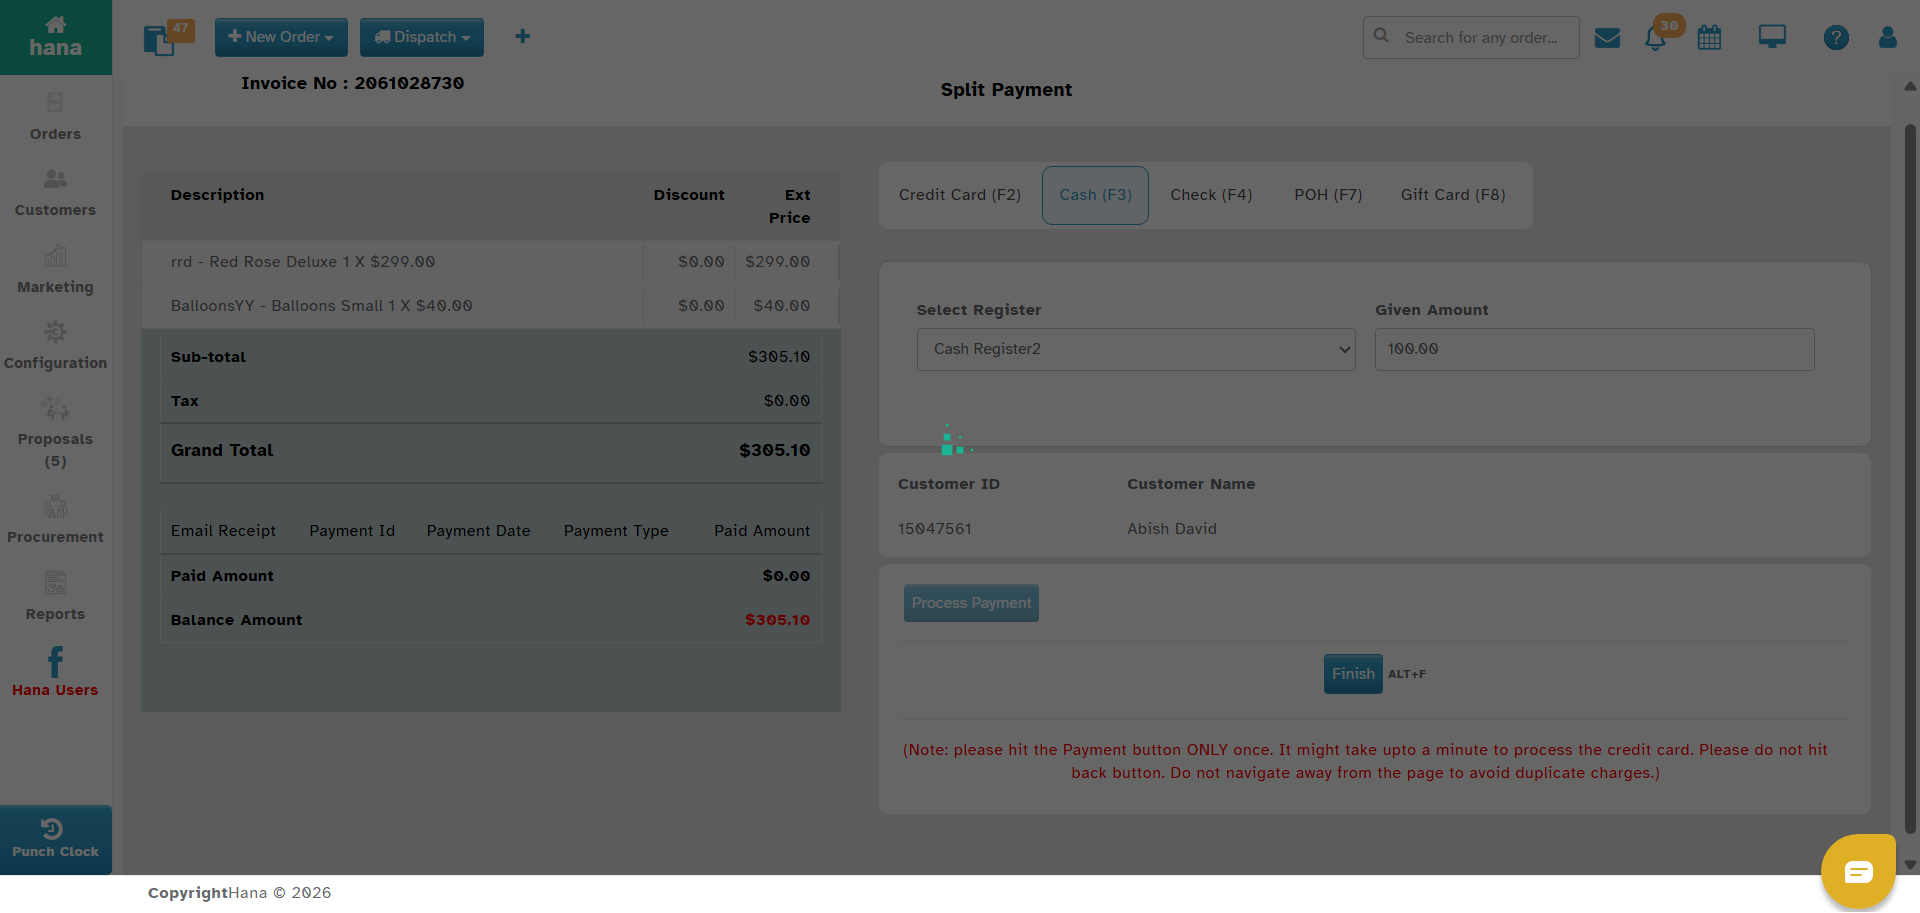 hana
47
New Order
Dispatch
Search for any order...
30
Orders
Customers
Marketing
Configuration
Proposals
(5)
Procurement
Reports
Hana Users
Punch Clock
Invoice No : 2061028730
Split Payment
Description Discount Ext
Price
rrd - Red Rose Deluxe 1 X $299.00 $0.00 $299.00
BalloonsYY - Balloons Small 1 X $40.00 $0.00 $40.00
Sub-total $305.10
Tax $0.00
Grand Total $305.10
Email Receipt Payment Id Payment Date Payment Type Paid Amount
Paid Amount $0.00
Balance Amount $305.10
Credit Card (F2) Cash (F3) Check (F4) POH (F7) Gift Card (F8)
Select Register Given Amount
Cash Register2 100.00
Customer ID Customer Name
15047561 Abish David
Process Payment
Finish ALT+F
(Note: please hit the Payment button ONLY once. It might take upto a minute to process the credit card. Please do not hit
back button. Do not navigate away from the page to avoid duplicate charges.)
CopyrightHana © 2026